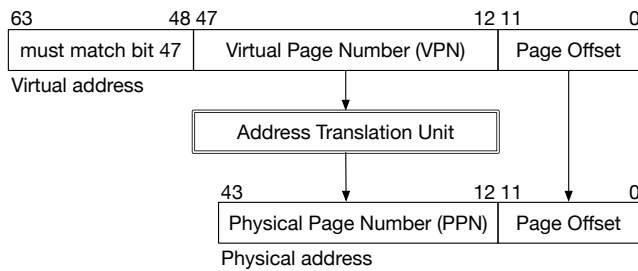 63 48 47 12 11 0
must match bit 47 Virtual Page Number (VPN) Page Offset
Virtual address
Address Translation Unit
43 12 11 0
Physical Page Number (PPN) Page Offset
Physical address